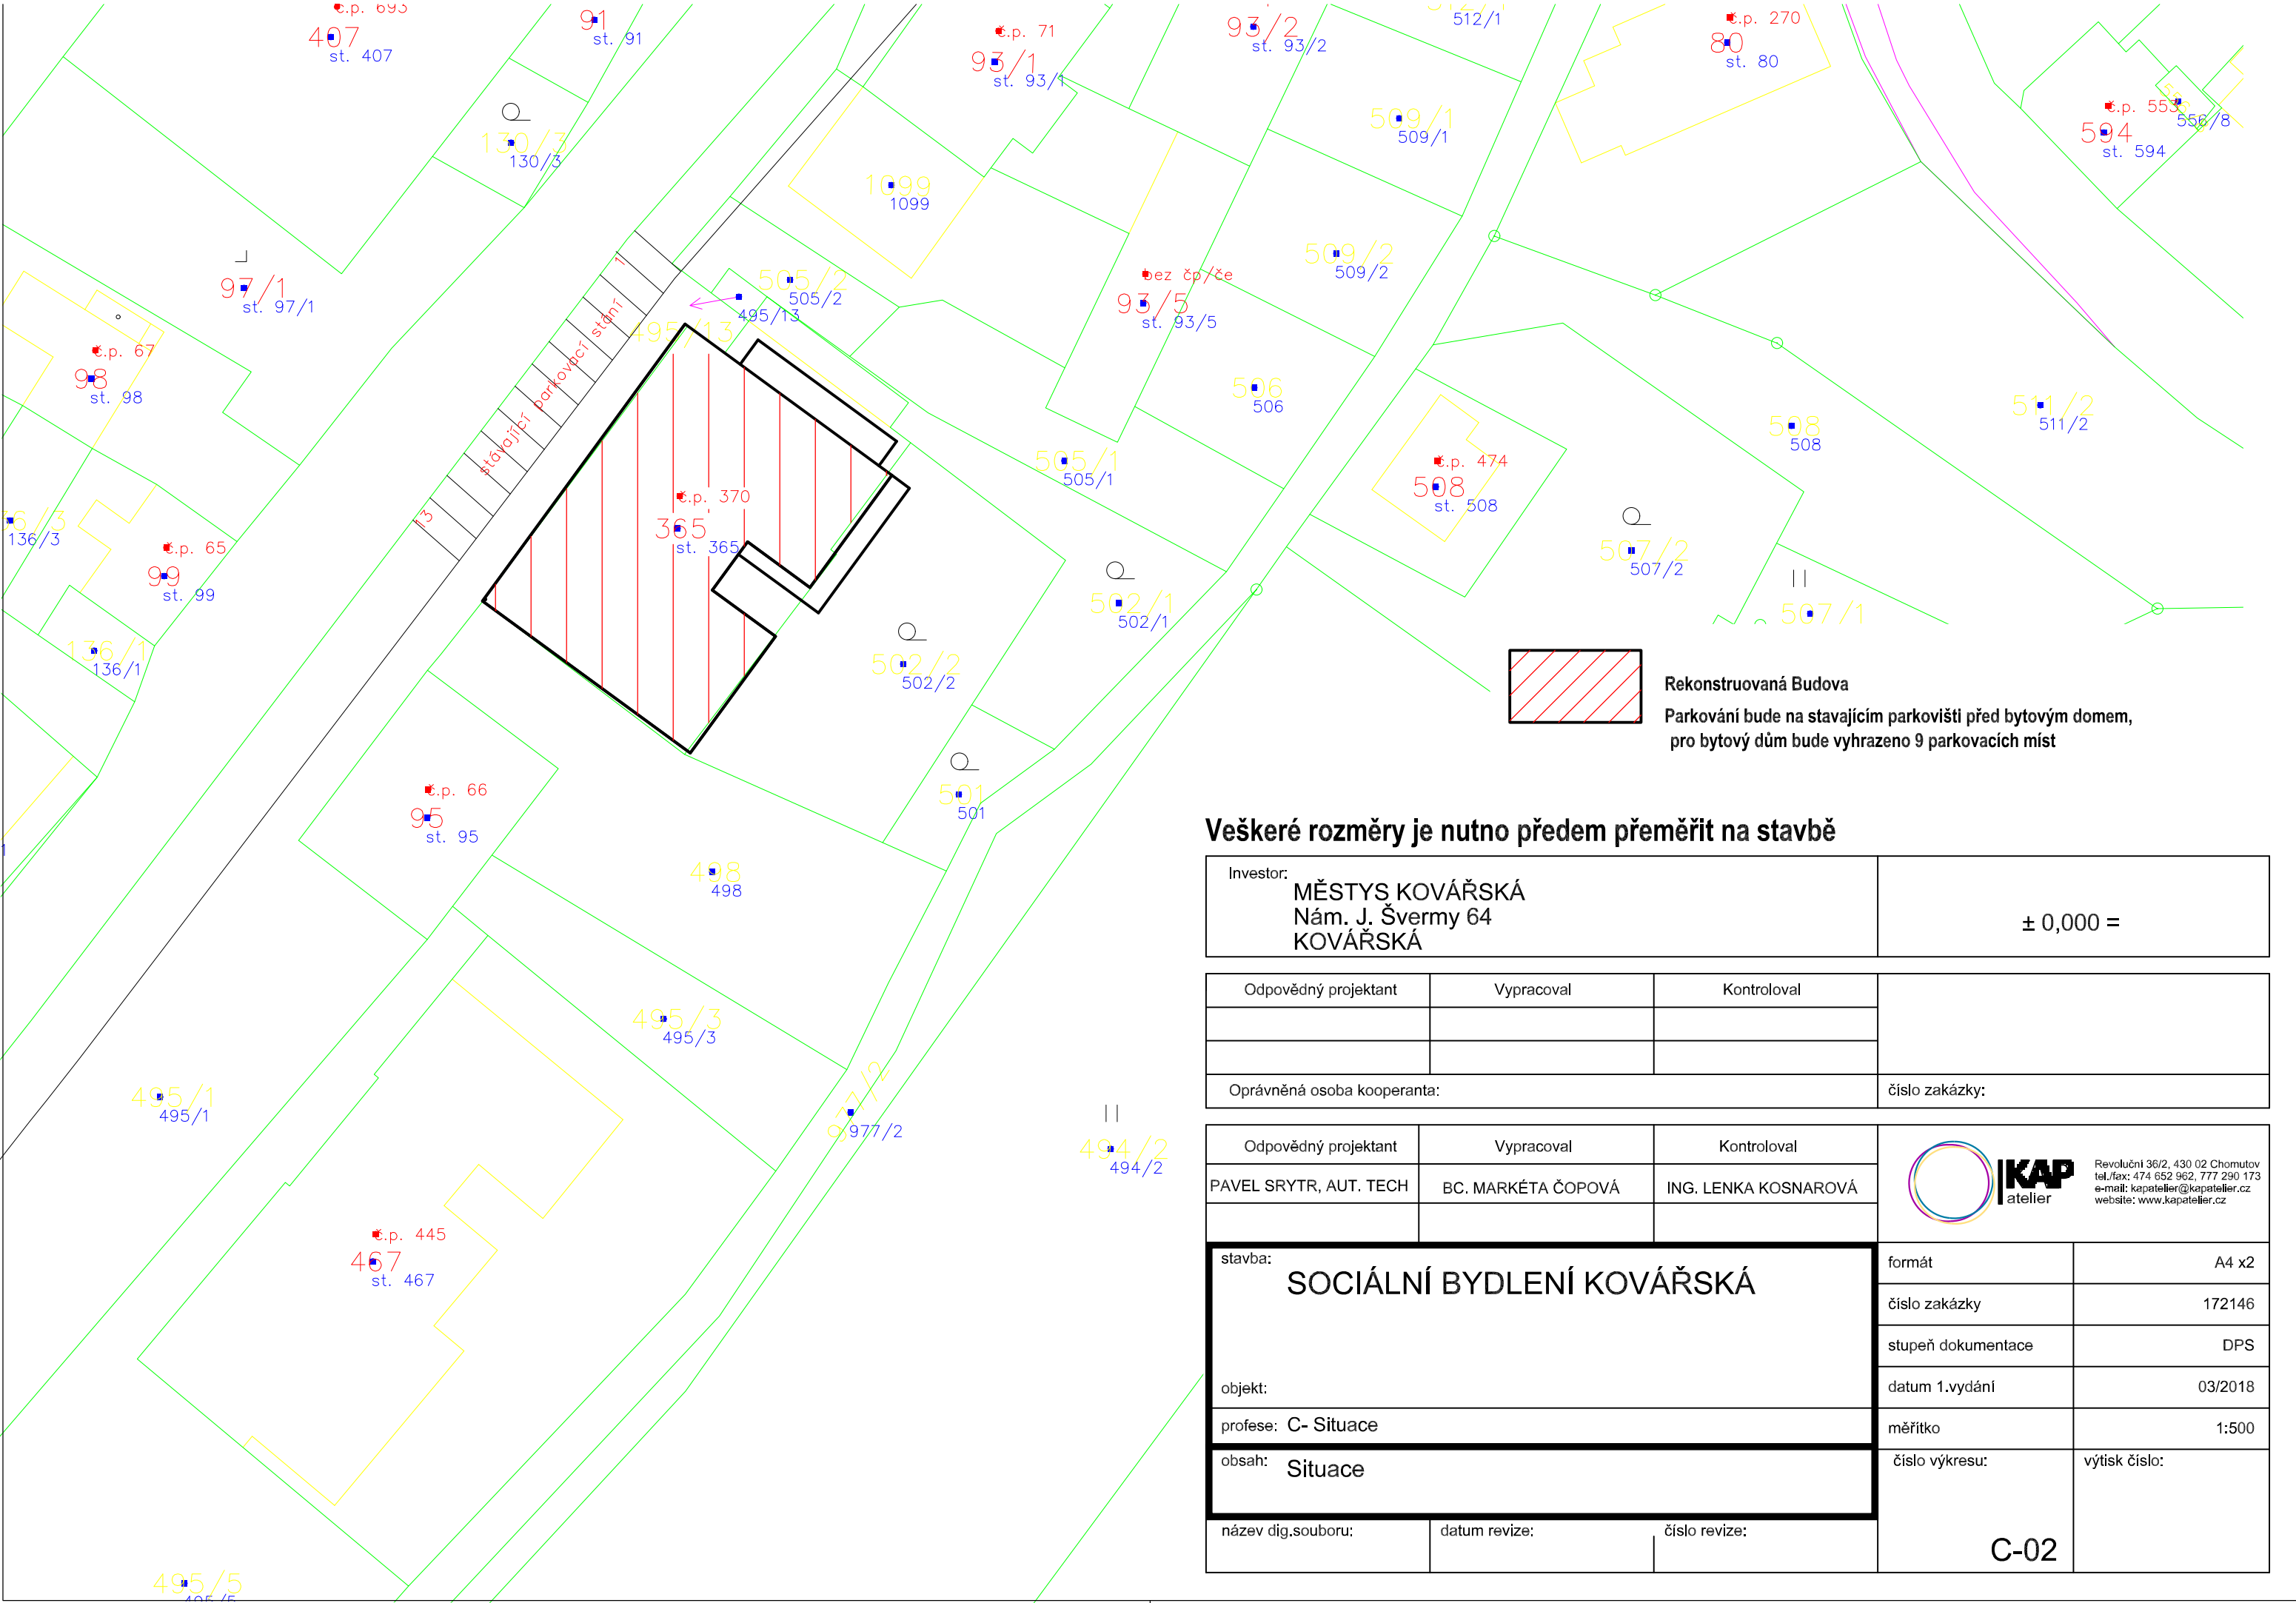 č.p. 693
407
st. 407
91
st. 91
č.p. 71
93/1
st. 93/1
93/2
st. 93/2
512/1
č.p. 270
80
st. 80
č.p. 553
594
st. 594
556/8
130/3
130/3
509/1
509/1
1099
1099
97/1
st. 97/1
1
stávající parkovací stání
13
505/2
505/2
495/13
495/13
bez čp/če
93/5
st. 93/5
509/2
509/2
č.p. 67
98
st. 98
506
506
508
508
511/2
511/2
505/1
505/1
č.p. 474
508
st. 508
č.p. 370
365
st. 365
136/3
č.p. 65
99
st. 99
507/2
507/2
507/1
502/1
502/1
136/1
136/1
502/2
502/2
Rekonstruovaná Budova
Parkování bude na stavajícím parkovišti před bytovým domem,
pro bytový dům bude vyhrazeno 9 parkovacích míst
č.p. 66
95
st. 95
501
501
498
498
495/3
495/3
495/1
495/1
977/2
494/2
494/2
č.p. 445
467
st. 467
495/5
495/5
Veškeré rozměry je nutno předem přeměřit na stavbě
Investor:
MĚSTYS KOVÁŘSKÁ
Nám. J. Švermy 64
KOVÁŘSKÁ
± 0,000 =
Odpovědný projektant Vypracoval Kontroloval
Oprávněná osoba kooperanta: číslo zakázky:
Odpovědný projektant Vypracoval Kontroloval
PAVEL SRYTR, AUT. TECH BC. MARKÉTA ČOPOVÁ ING. LENKA KOSNAROVÁ
KAP
atelier
Revoluční 36/2, 430 02 Chomutov
tel./fax: 474 652 962, 777 290 173
e-mail: kapatelier@kapatelier.cz
website: www.kapatelier.cz
stavba:
SOCIÁLNÍ BYDLENÍ KOVÁŘSKÁ
objekt:
profese: C- Situace
obsah: Situace
formát A4 x2
číslo zakázky 172146
stupeň dokumentace DPS
datum 1.vydání 03/2018
měřítko 1:500
číslo výkresu: výtisk číslo:
C-02
název dig.souboru: datum revize: číslo revize: